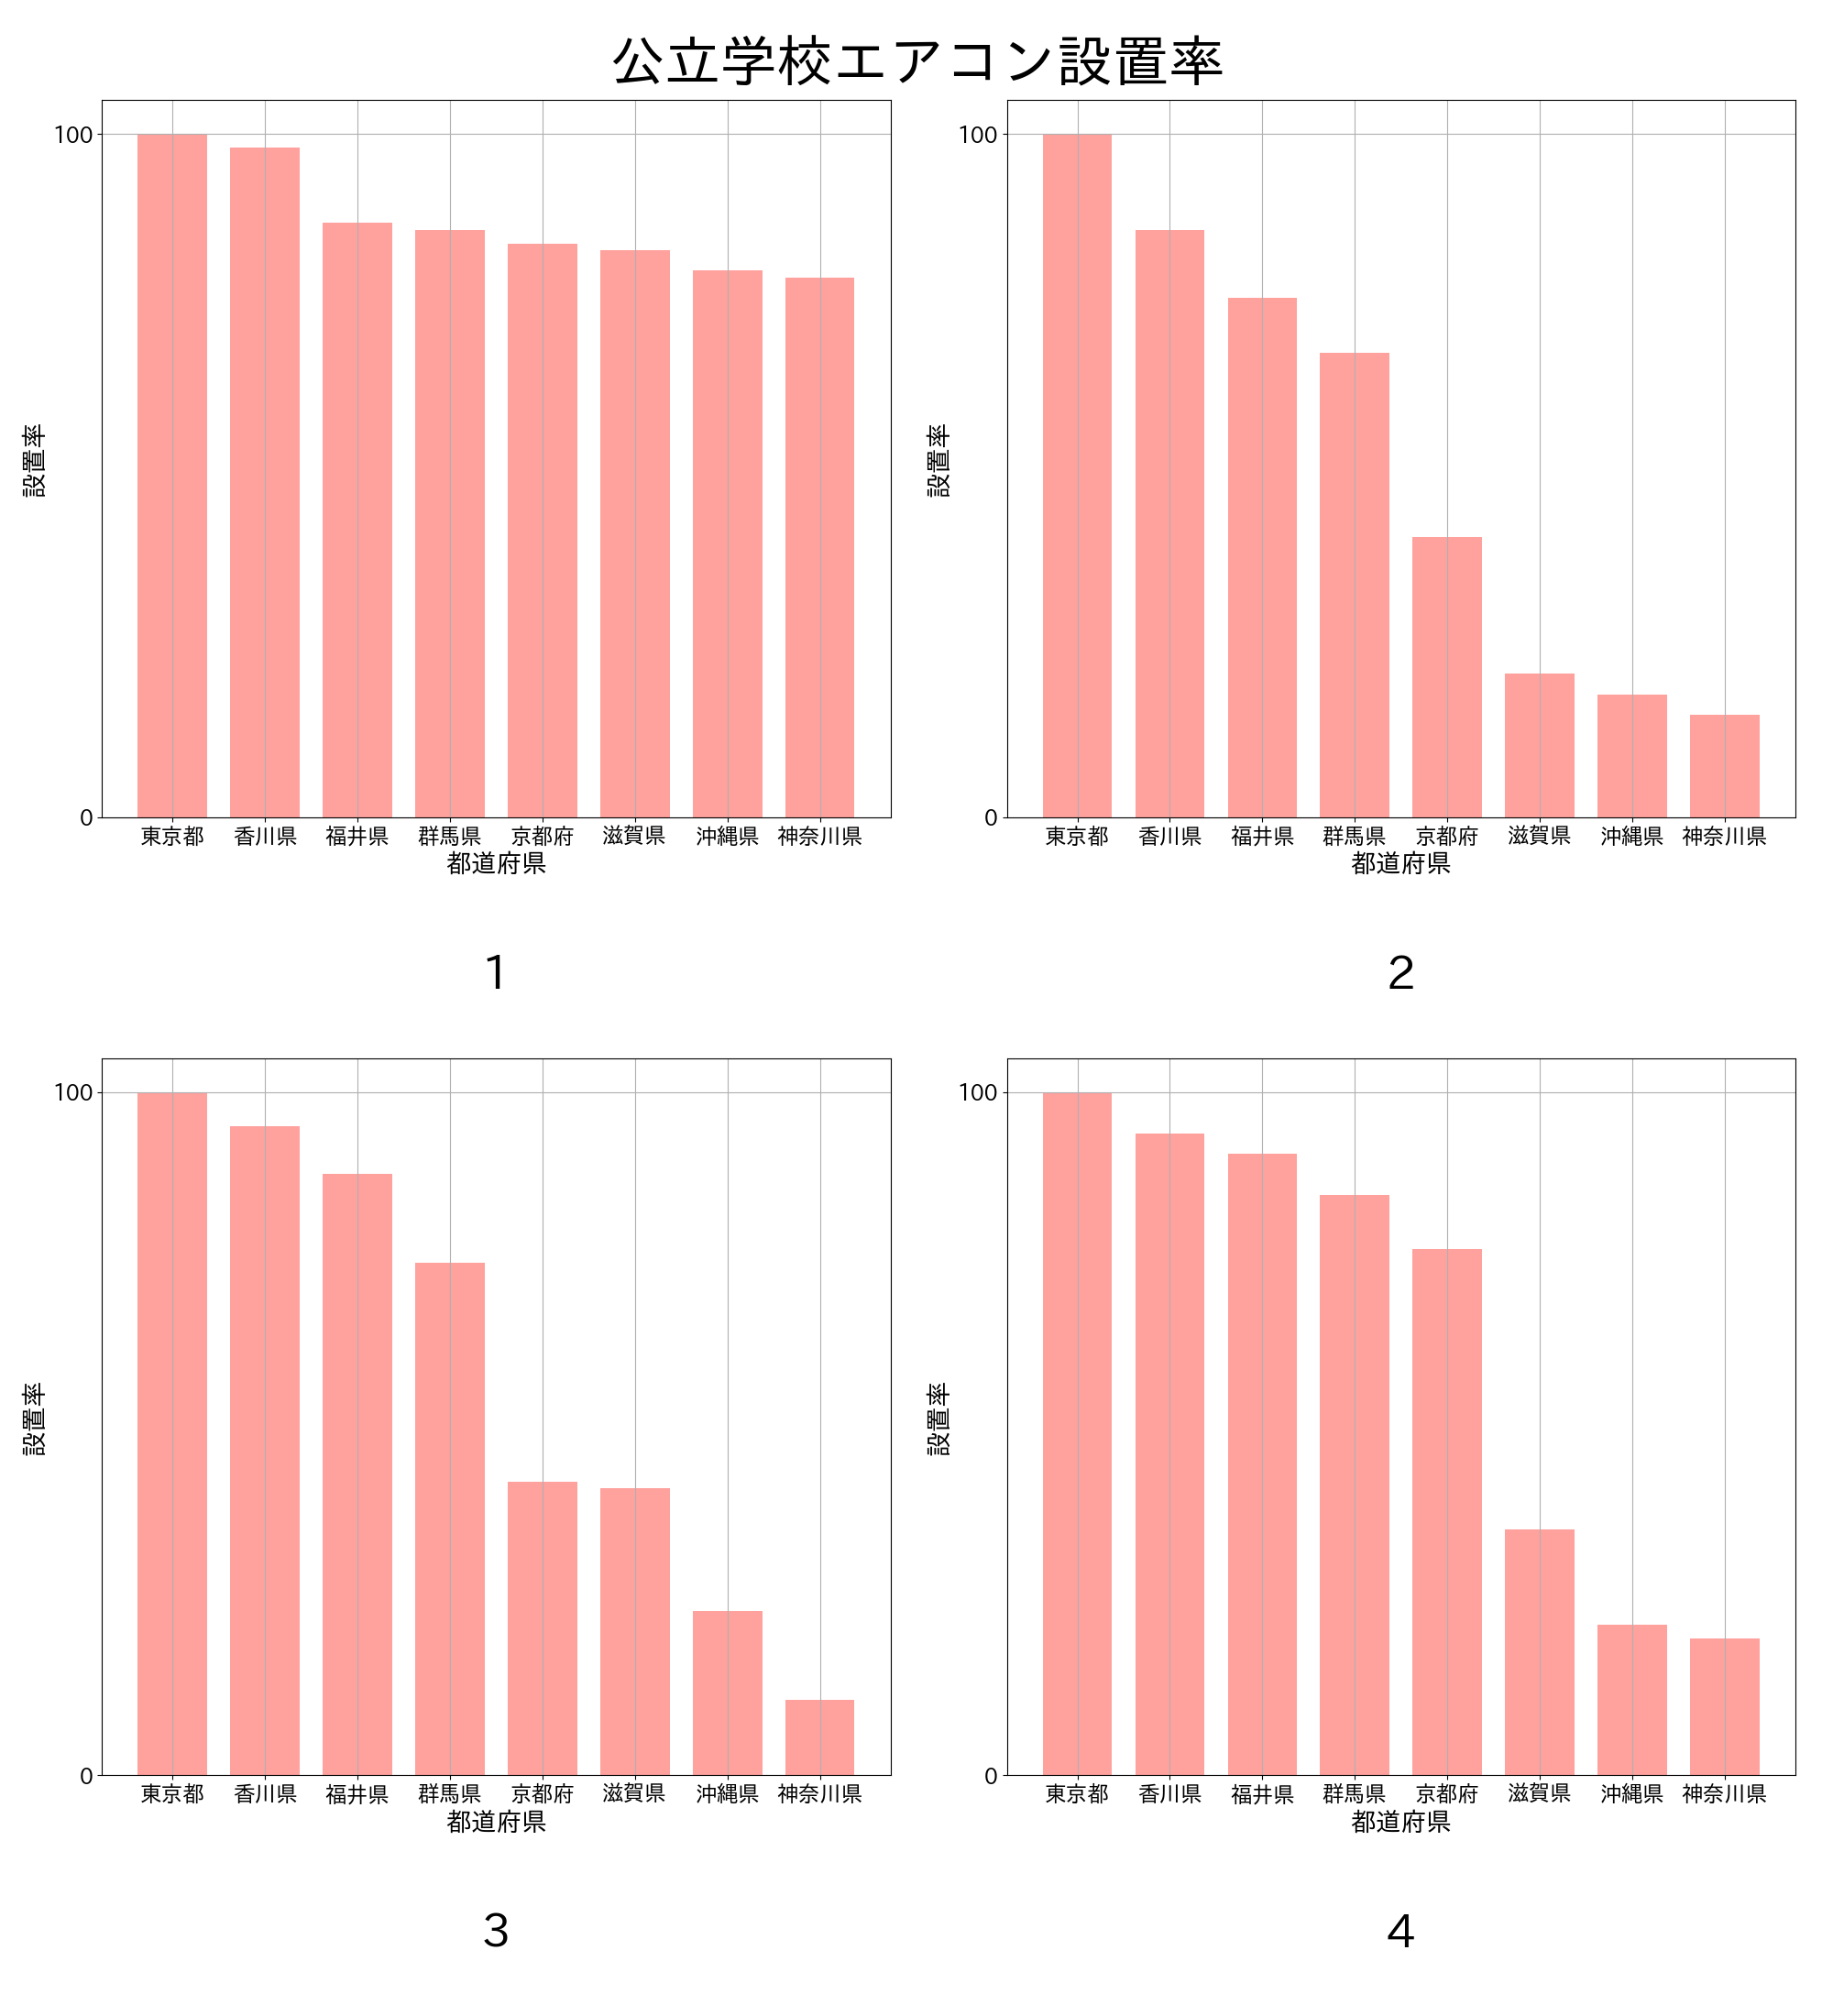 公立学校エアコン設置率
100
0
設置率
東京都 香川県 福井県 群馬県 京都府 滋賀県 沖縄県 神奈川県
都道府県
1
100
0
設置率
東京都 香川県 福井県 群馬県 京都府 滋賀県 沖縄県 神奈川県
都道府県
2
100
0
設置率
東京都 香川県 福井県 群馬県 京都府 滋賀県 沖縄県 神奈川県
都道府県
3
100
0
設置率
東京都 香川県 福井県 群馬県 京都府 滋賀県 沖縄県 神奈川県
都道府県
4